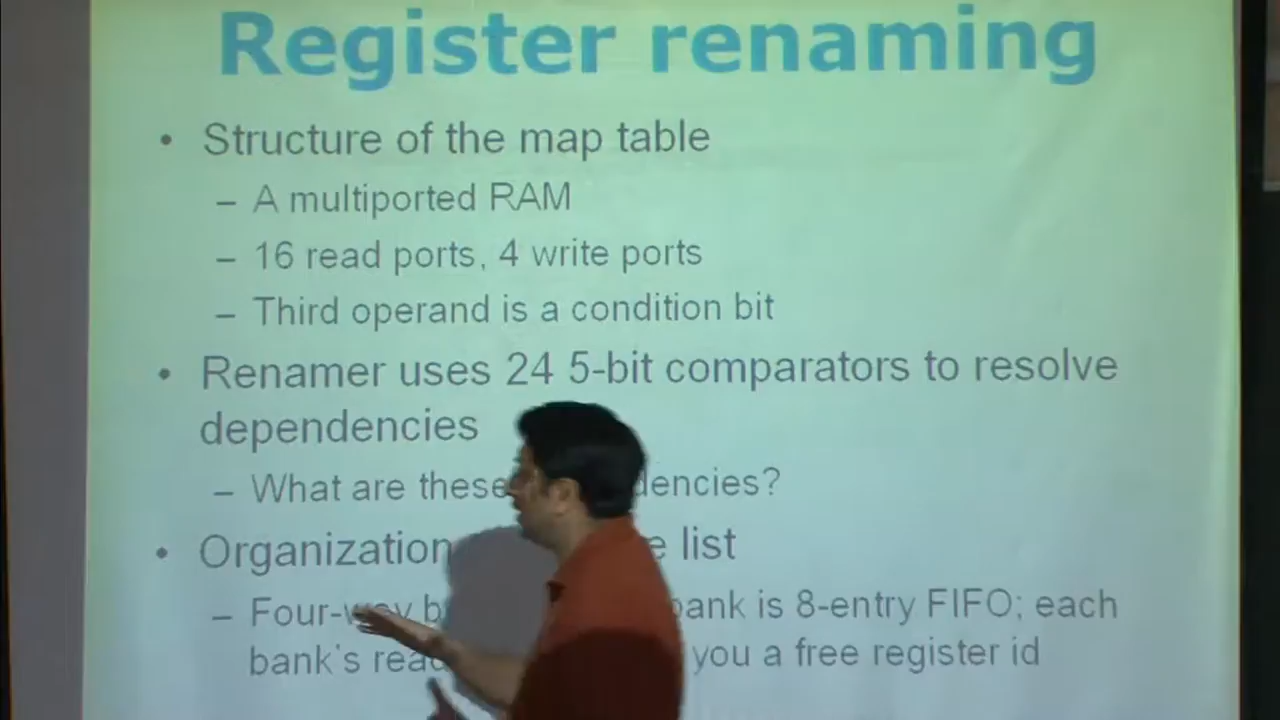 Register renaming
• Structure of the map table
– A multiported RAM
– 16 read ports, 4 write ports
– Third operand is a condition bit
• Renamer uses 24 5-bit comparators to resolve
dependencies
– What are these
• Organization list
– Four-way bank is 8-entry FIFO; each
bank's you a free register id